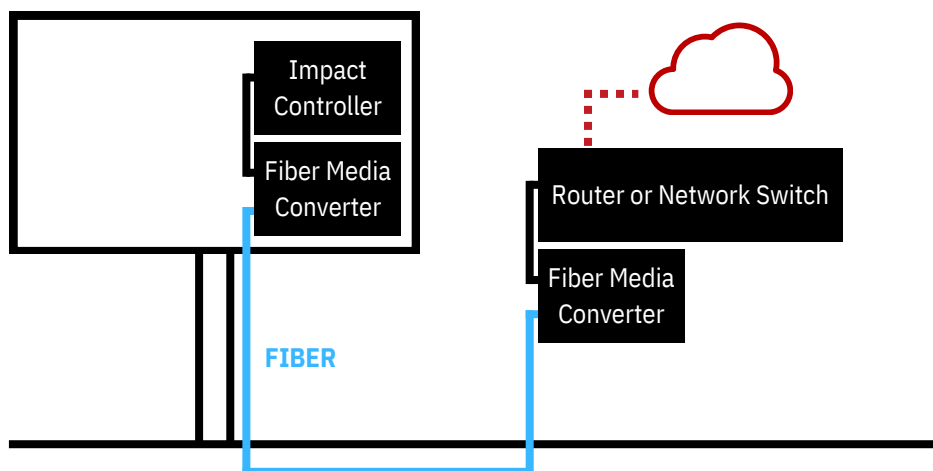 Impact
Controller
Fiber Media
Converter
Router or Network Switch
Fiber Media
Converter
FIBER